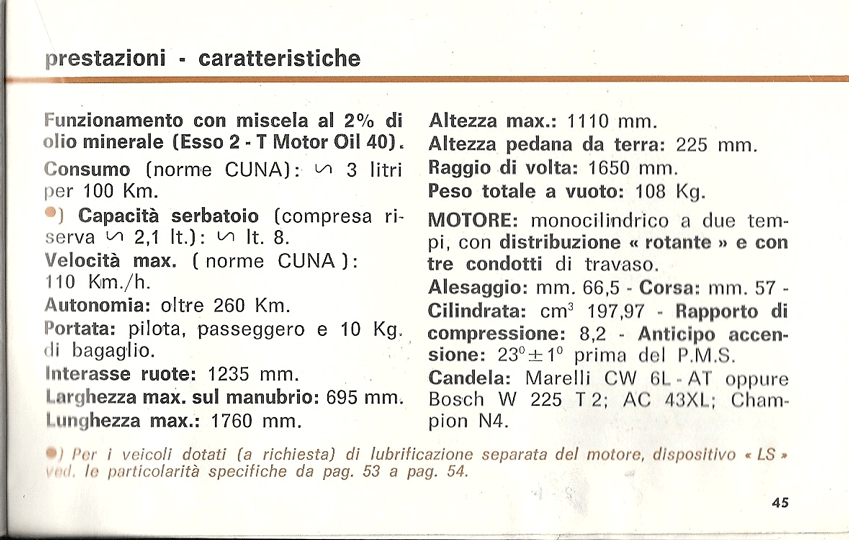 prestazioni - caratteristiche
Funzionamento con miscela al 2% di
olio minerale (Esso 2 - T Motor Oil 40).
Consumo (norme CUNA): ∽ 3 litri
per 100 Km.
●) Capacità serbatoio (compresa ri-
serva ∽ 2,1 lt.): ∽ lt. 8.
Velocità max. (norme CUNA):
110 Km./h.
Autonomia: oltre 260 Km.
Portata: pilota, passeggero e 10 Kg.
di bagaglio.
Interasse ruote: 1235 mm.
Larghezza max. sul manubrio: 695 mm.
Lunghezza max.: 1760 mm.
Altezza max.: 1110 mm.
Altezza pedana da terra: 225 mm.
Raggio di volta: 1650 mm.
Peso totale a vuoto: 108 Kg.
MOTORE: monocilindrico a due tem-
pi, con distribuzione « rotante » e con
tre condotti di travaso.
Alesaggio: mm. 66,5 - Corsa: mm. 57 -
Cilindrata: cm³ 197,97 - Rapporto di
compressione: 8,2 - Anticipo accen-
sione: 23°±1° prima del P.M.S.
Candela: Marelli CW 6L - AT oppure
Bosch W 225 T 2; AC 43XL; Cham-
pion N4.
●) Per i veicoli dotati (a richiesta) di lubrificazione separata del motore, dispositivo « LS »
ved. le particolarità specifiche da pag. 53 a pag. 54.
45